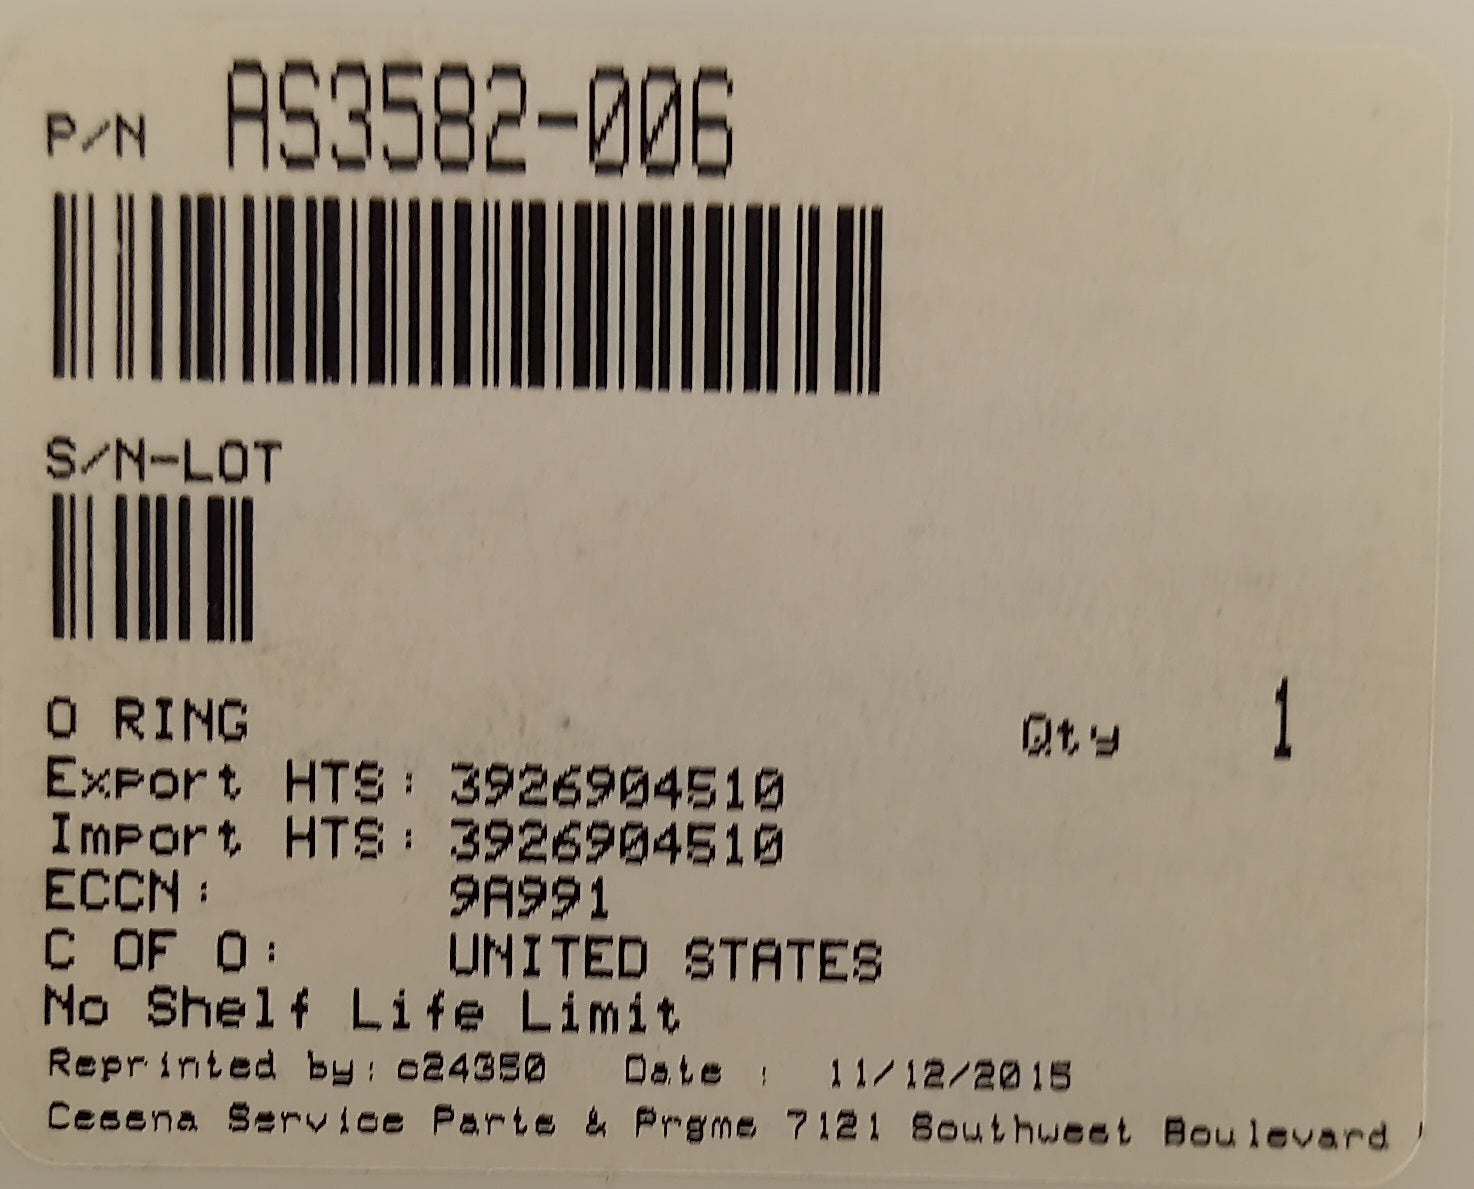 P/N AS3582-006
S/N-LOT
O RING
Qty 1
Export HTS: 3926904510
Import HTS: 3926904510
ECCN: 9A991
C OF O: UNITED STATES
No Shelf Life Limit
Reprinted by: c24350 Date : 11/12/2015
Cessna Service Parts & Prgms 7121 Southwest Boulevard